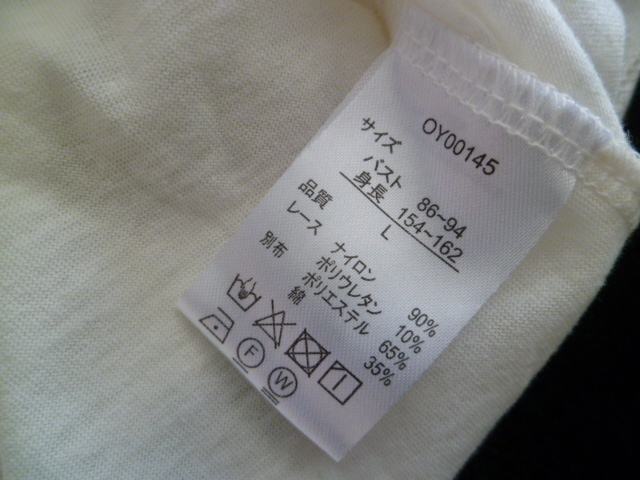 OY00145
サイズ
バスト 86~94
身長 154~162
L
品質
レース ナイロン 90%
ポリウレタン 10%
別布 ポリエステル 65%
綿 35%
F
W